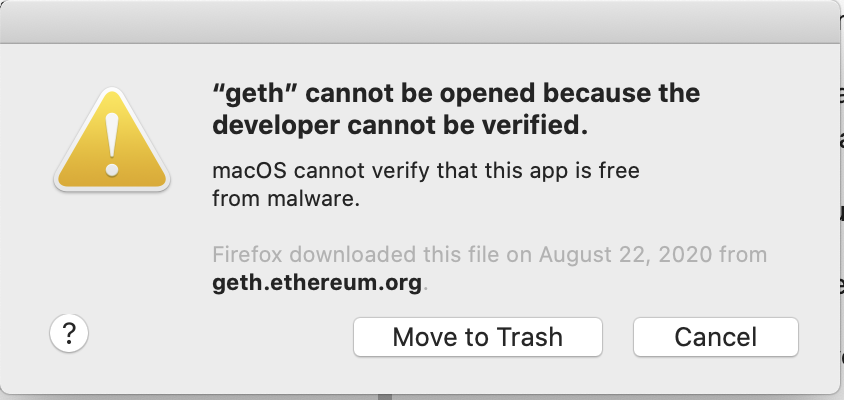 “geth” cannot be opened because the
developer cannot be verified.
macOS cannot verify that this app is free
from malware.
Firefox downloaded this file on August 22, 2020 from
geth.ethereum.org.
?
Move to Trash
Cancel